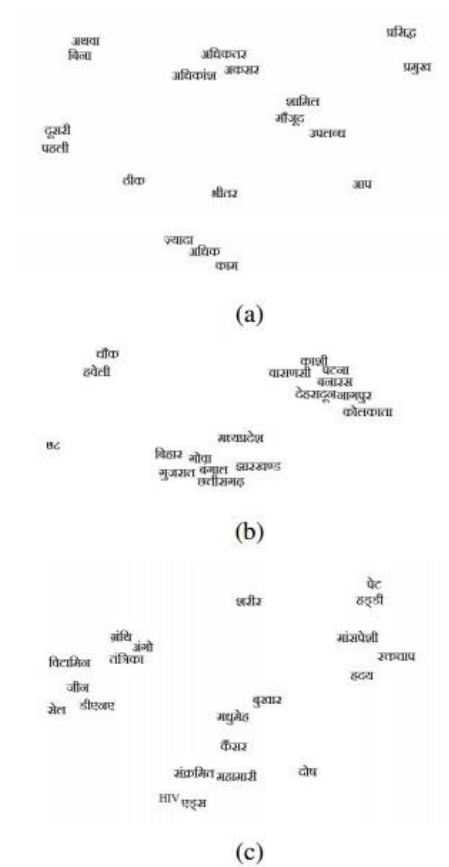 प्रसिद्ध
अथवा
बिना
अधिकतर
अधिकांश अकसर
प्रमुख
शामिल
मौजूद
उपलब्ध
दूसरी
पहली
ठीक
भीतर
आप
ज़्यादा
अधिक
काम
(a)
चौक
हवेली
काशी
वाराणसी पटना
बनारस
देहरादून नागपुर
कोलकाता
७८
मध्यप्रदेश
बिहार गोवा
गुजरात बंगाल झारखण्ड
छत्तीसगढ़
(b)
पेट
शरीर हड्डी
ग्रंथि
अंगो
मांसपेशी
विटामिन तंत्रिका
रक्तचाप
हृदय
जीन
सेल डीएनए
बुखार
मधुमेह
कैंसर
संक्रमित महामारी दोष
HIV एड्स
(c)